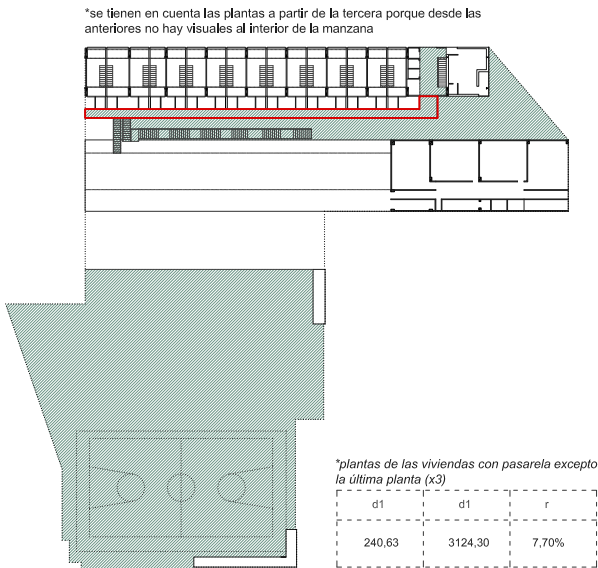 *se tienen en cuenta las plantas a partir de la tercera porque desde las
anteriores no hay visuales al interior de la manzana
*plantas de las viviendas con pasarela excepto
la última planta (x3)
d1 d1 r
240,63 3124,30 7,70%